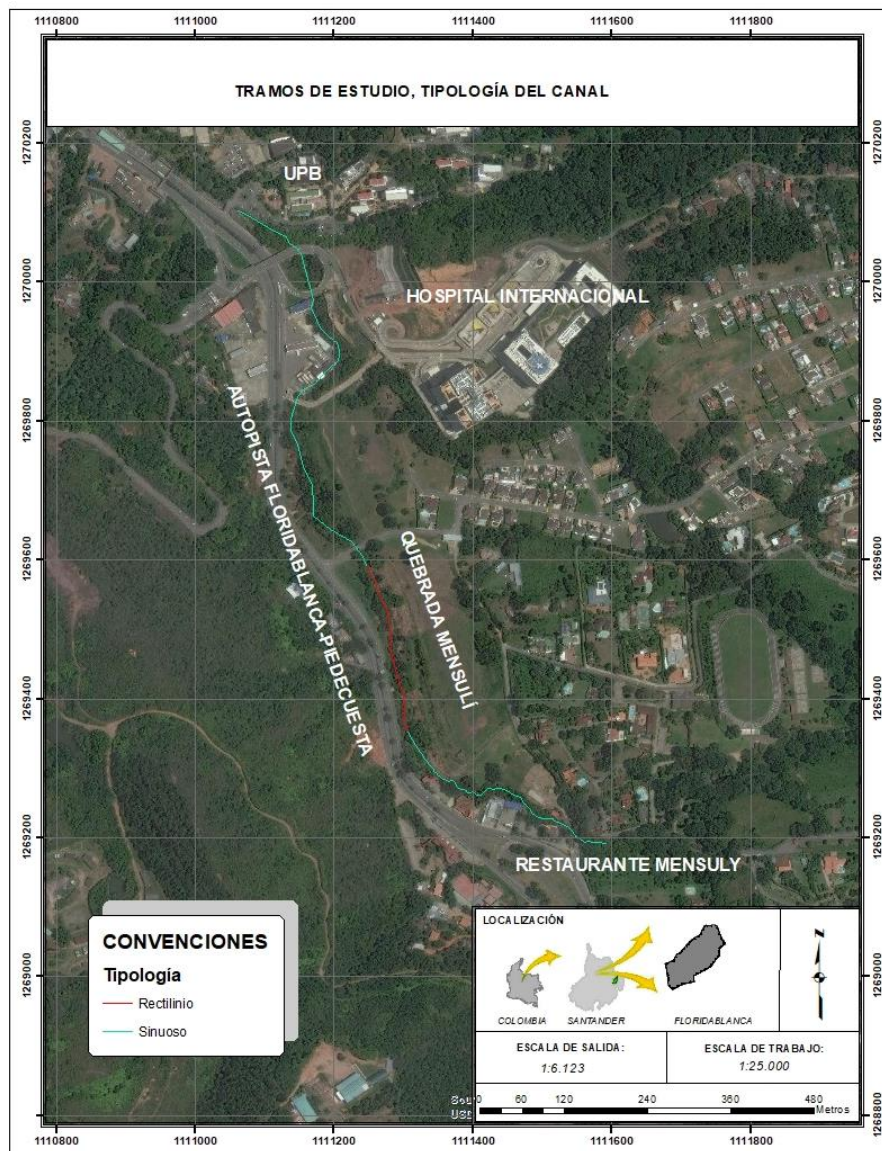 1110800 1111000 1111200 1111400 1111600 1111800
TRAMOS DE ESTUDIO, TIPOLOGÍA DEL CANAL
1270200 1270200
UPB
1270000 1270000
HOSPITAL INTERNACIONAL
1269800 1269800
AUTOPISTA FLORIDABLANCA-PIEDECUESTA
1269600 1269600
QUEBRADA MENSULÍ
1269400 1269400
1269200 1269200
RESTAURANTE MENSULY
CONVENCIONES
Tipología
Rectilinio
Sinuoso
1269000 1269000
LOCALIZACIÓN
COLOMBIA SANTANDER FLORIDABLANCA
N
ESCALA DE SALIDA: ESCALA DE TRABAJO:
1:6.123 1:25.000
0 60 120 240 360 480
Metros
1268800 1268800
1110800 1111000 1111200 1111400 1111600 1111800